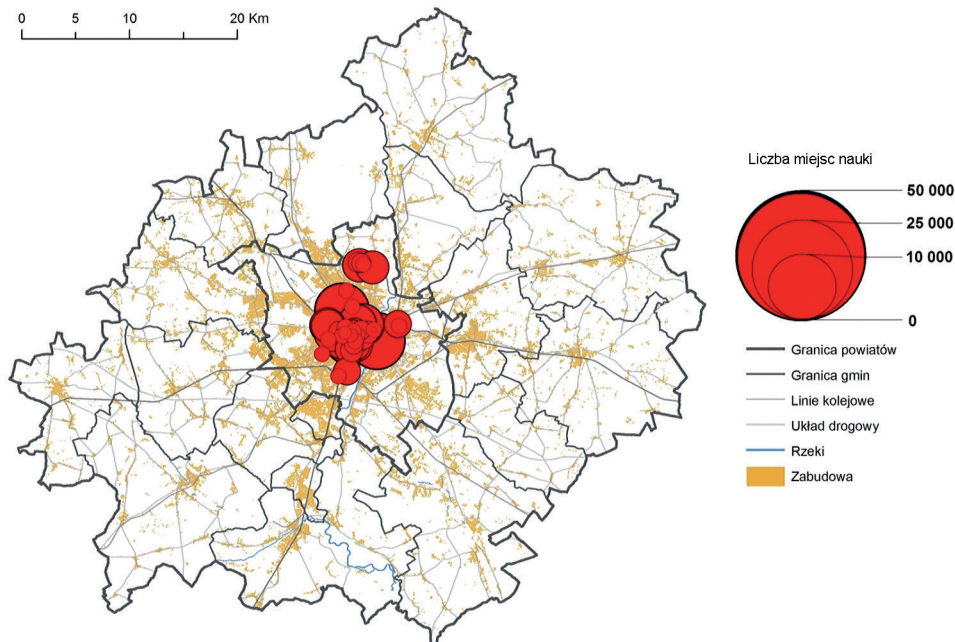 0 5 10 20 Km
Liczba miejsc nauki
50 000
25 000
10 000
0
Granica powiatów
Granica gmin
Linie kolejowe
Układ drogowy
Rzeki
Zabudowa